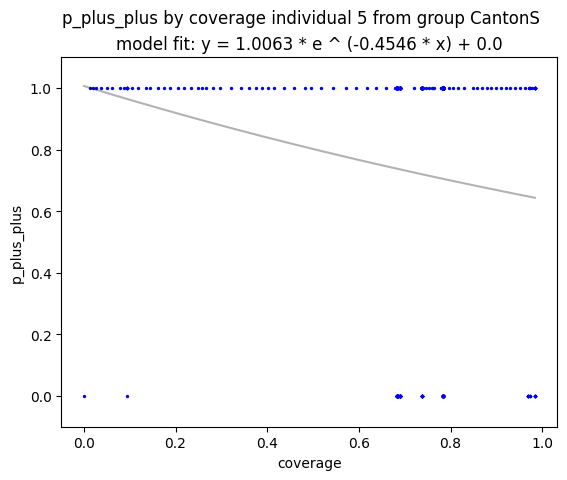 p_plus_plus by coverage individual 5 from group CantonS
model fit: y = 1.0063 * e ^ (-0.4546 * x) + 0.0
1.0
0.8
0.6
0.4
0.2
0.0
p_plus_plus
0.0 0.2 0.4 0.6 0.8 1.0
coverage